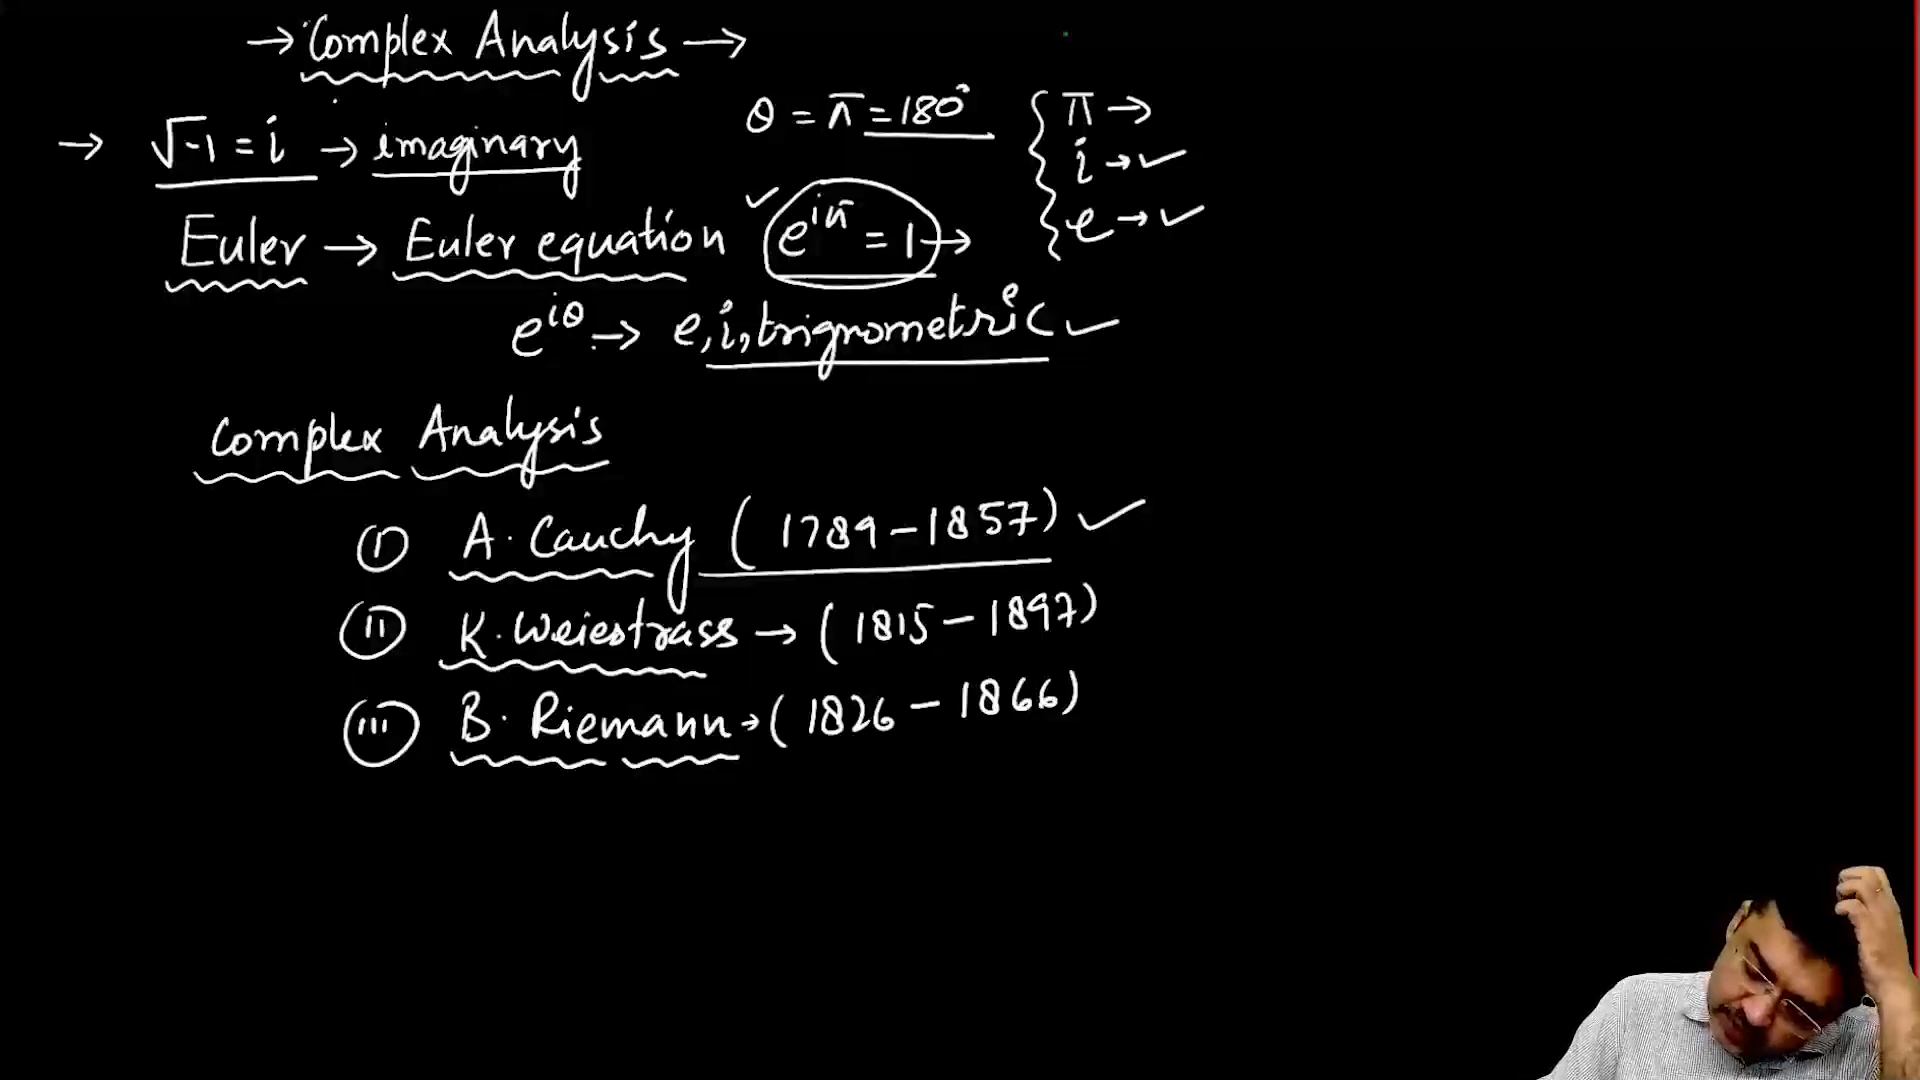 → Complex Analysis →
→ √-1 = i → imaginary
θ = π = 180°
{ π →
i → ✓
e → ✓
Euler → Euler equation ✓ e^{iπ} = 1 →
e^{iθ} → e, i, trignometric ✓
Complex Analysis
(i) A. Cauchy (1789 – 1857) ✓
(ii) K. Weiestrass → (1815 – 1897)
(iii) B. Riemann → (1826 – 1866)